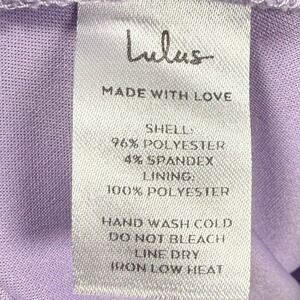 Lulus
MADE WITH LOVE
SHELL:
96% POLYESTER
4% SPANDEX
LINING:
100% POLYESTER
HAND WASH COLD
DO NOT BLEACH
LINE DRY
IRON LOW HEAT